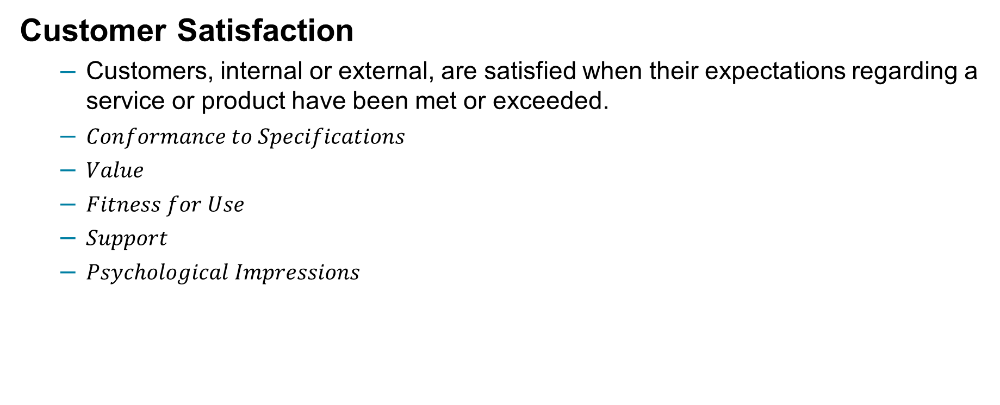 Customer Satisfaction
– Customers, internal or external, are satisfied when their expectations regarding a
service or product have been met or exceeded.
– Conformance to Specifications
– Value
– Fitness for Use
– Support
– Psychological Impressions